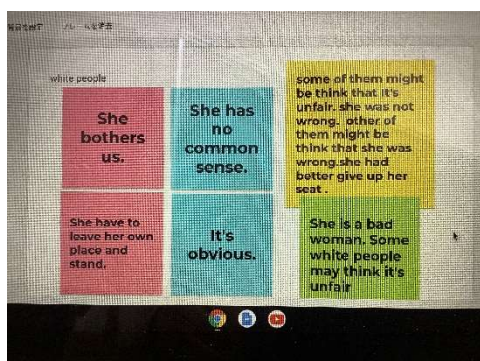 white people
She
bothers
us.
She has
no
common
sense.
some of them might
be think that It's
unfair. she was not
wrong. other of
them might be
think that she was
wrong.she had
better give up her
seat .
She have to
leave her own
place and
stand.
It's
obvious.
She is a bad
woman. Some
white people
may think it's
unfair